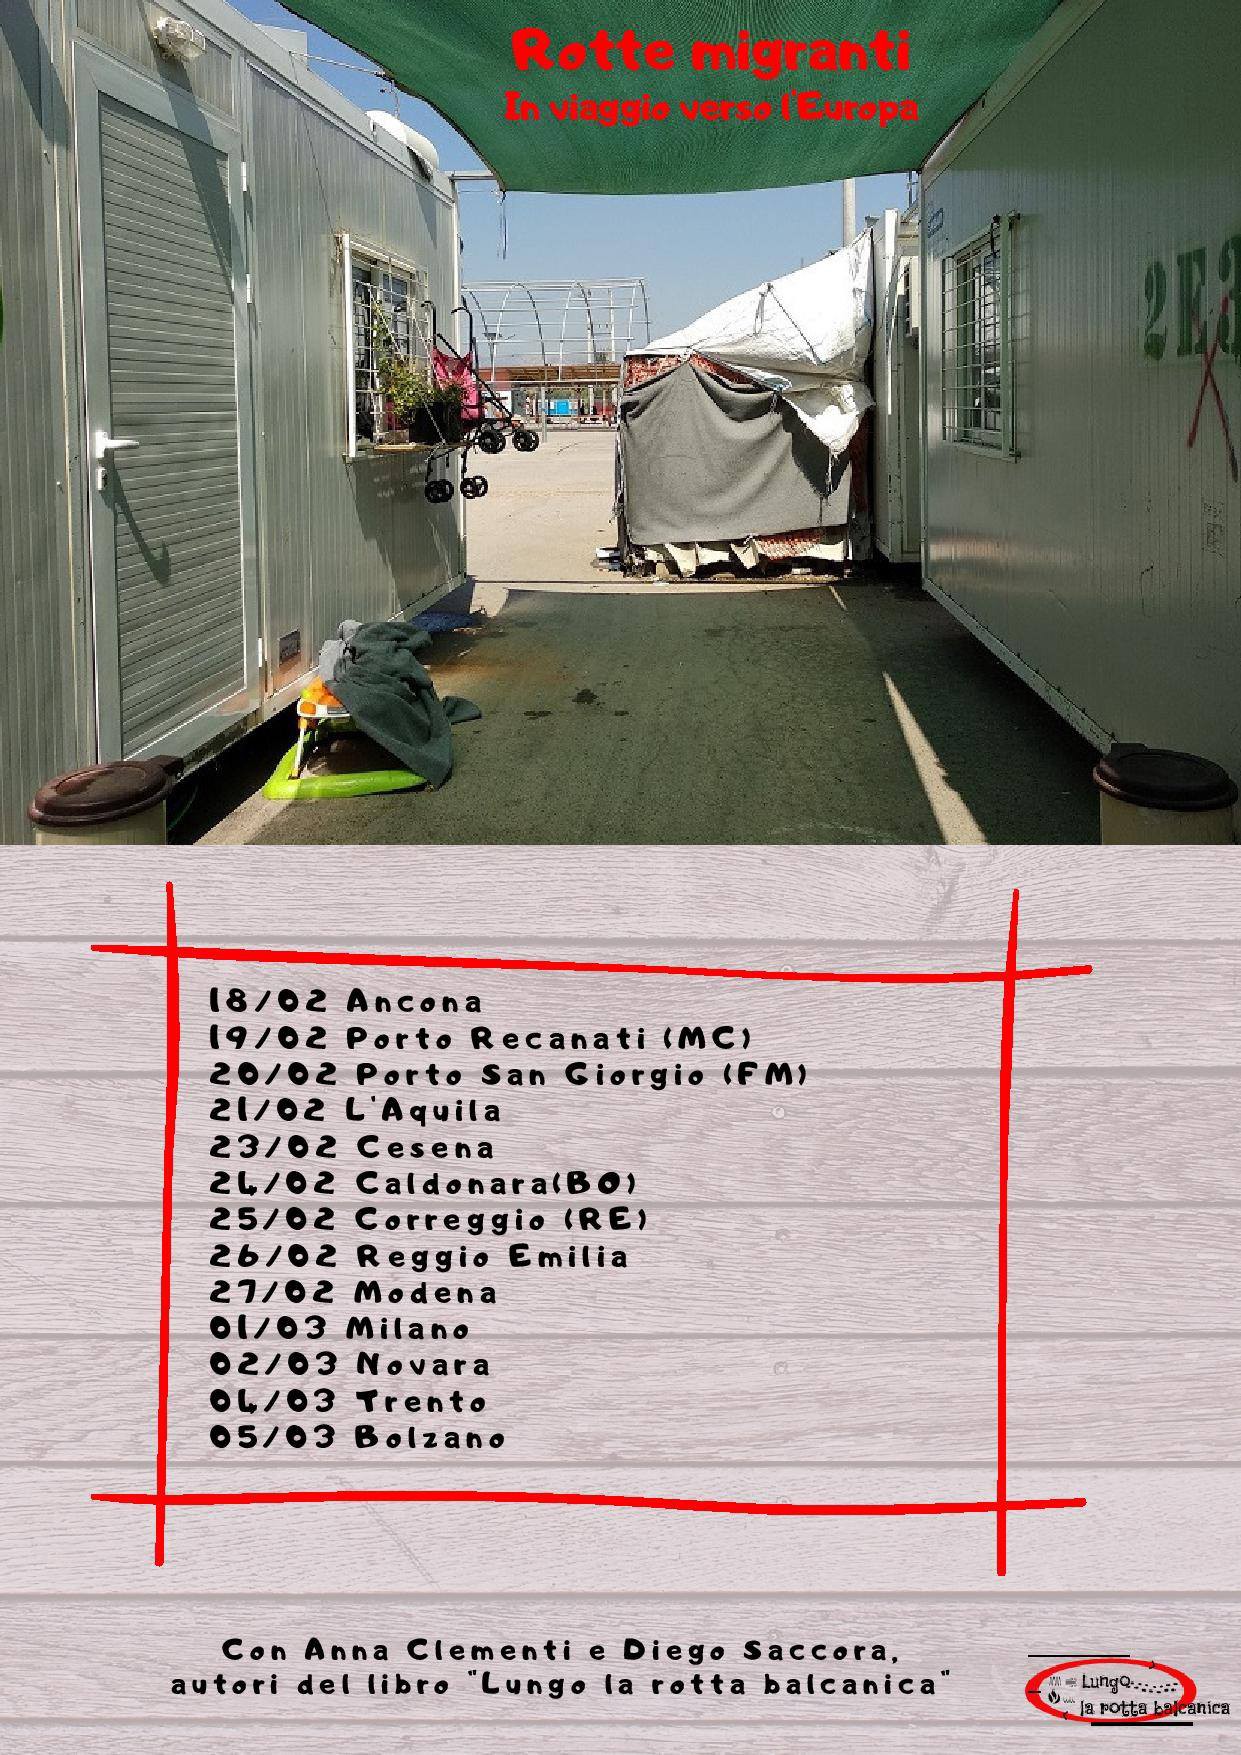 Rotte migranti
In viaggio verso l'Europa
18/02 Ancona
19/02 Porto Recanati (MC)
20/02 Porto San Giorgio (FM)
21/02 L'Aquila
23/02 Cesena
24/02 Caldonara(BO)
25/02 Correggio (RE)
26/02 Reggio Emilia
27/02 Modena
01/03 Milano
02/03 Novara
04/03 Trento
05/03 Bolzano
Con Anna Clementi e Diego Saccora,
autori del libro "Lungo la rotta balcanica"
Lungo
la rotta balcanica